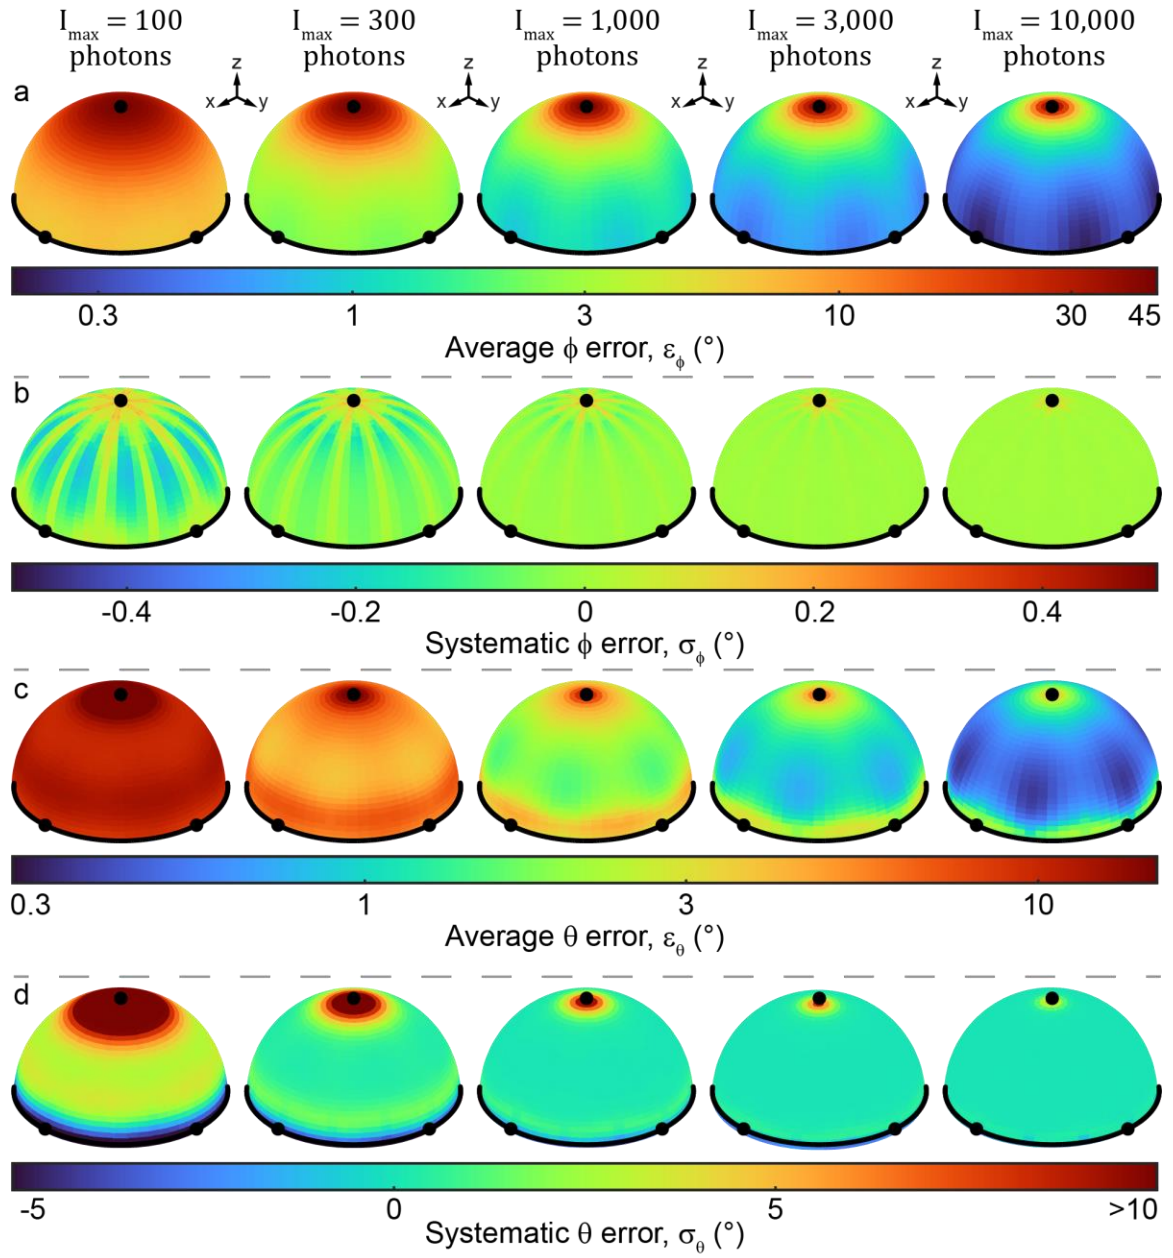 I_max = 100 photons
I_max = 300 photons
I_max = 1,000 photons
I_max = 3,000 photons
I_max = 10,000 photons
z z z z
x y x y x y x y
a
0.3 1 3 10 30 45
Average ϕ error, ε_ϕ (°)
b
-0.4 -0.2 0 0.2 0.4
Systematic ϕ error, σ_ϕ (°)
c
0.3 1 3 10
Average θ error, ε_θ (°)
d
-5 0 5 >10
Systematic θ error, σ_θ (°)